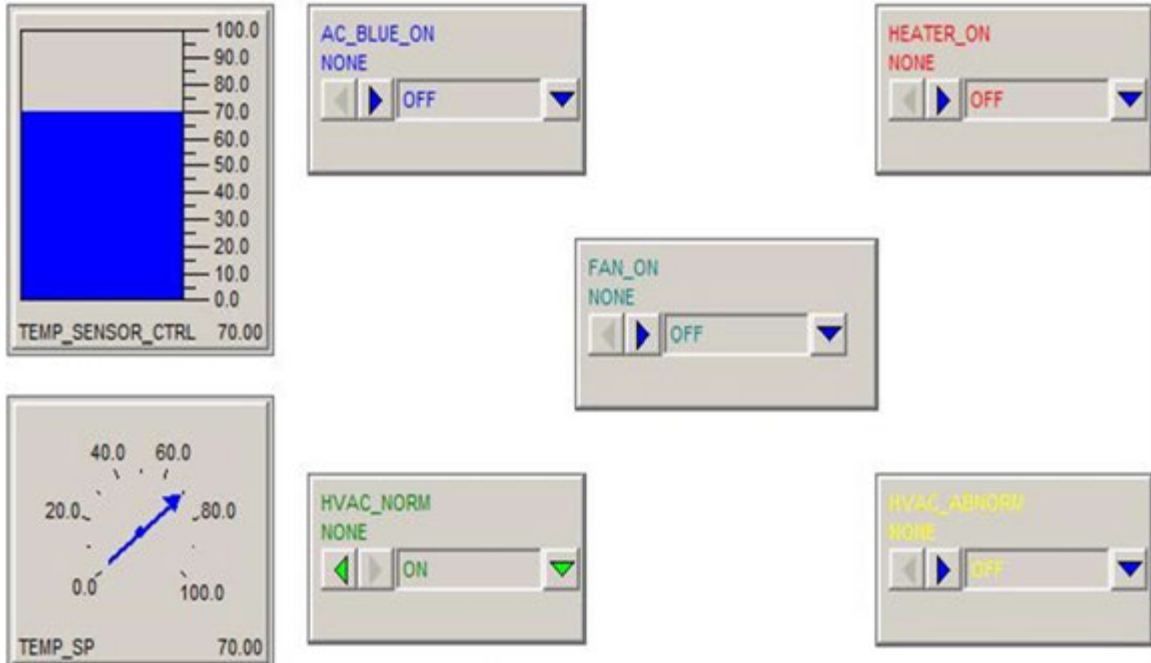 100.0
90.0
80.0
70.0
60.0
50.0
40.0
30.0
20.0
10.0
0.0
TEMP_SENSOR_CTRL 70.00
AC_BLUE_ON
NONE
OFF
HEATER_ON
NONE
OFF
FAN_ON
NONE
OFF
40.0 60.0
20.0 80.0
0.0 100.0
TEMP_SP 70.00
HVAC_NORM
NONE
ON
HVAC_ABNORM
NONE
OFF